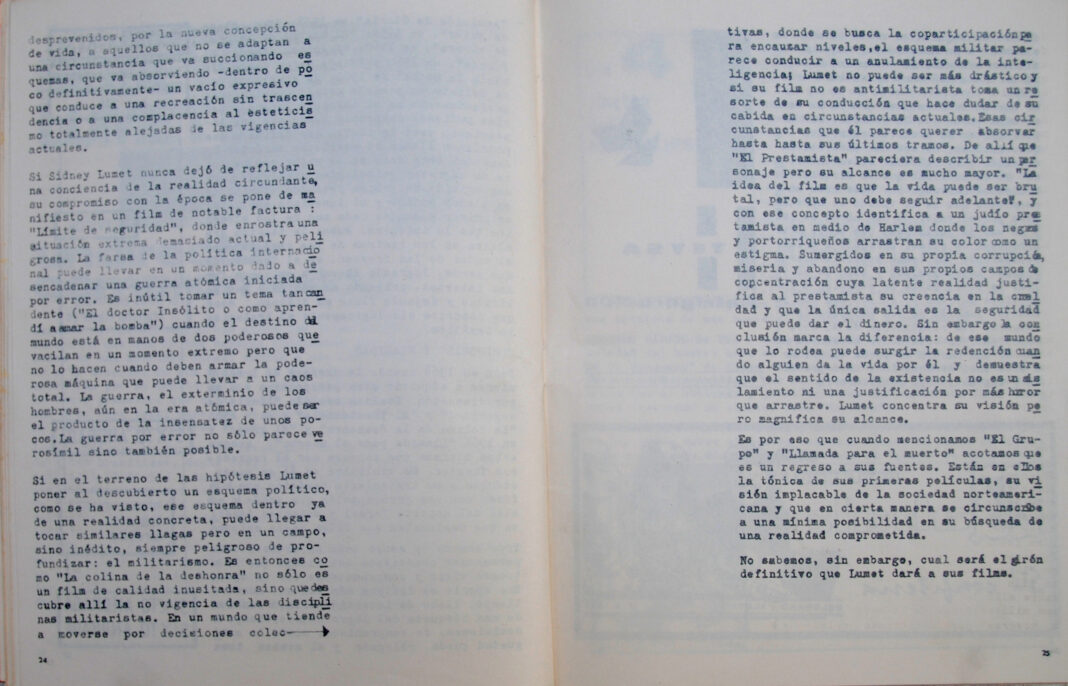 desprevenidos, por la nueva concepción
de vida, a aquellos que no se adaptan a
una circunstancia que va succionando es
quemas, que va absorviendo -dentro de po
co definitivamente- un vacío expresivo
que conduce a una recreación sin trascen
dencia o a una complacencia al esteticis
mo totalmente alejadas de las vigencias
actuales.
Si Sidney Lumet nunca dejó de reflejar u
na conciencia de la realidad circundante,
su compromiso con la época se pone de ma
nifiesto en un film de notable factura :
"Límite de seguridad", donde enrostra una
situación extrema demasiado actual y peli
grosa. La farsa de la política internacio
nal puede llevar en un momento dado a de
sencadenar una guerra atómica iniciada
por error. Es inútil tomar un tema tancan
dente ("El doctor Insólito o como apren-
dí a amar la bomba") cuando el destino del
mundo está en manos de dos poderosos que
vacilan en un momento extremo pero que
no lo hacen cuando deben armar la pode-
rosa máquina que puede llevar a un caos
total. La guerra, el exterminio de los
hombres, aún en la era atómica, puede ser
el producto de la insensatez de unos po-
cos.La guerra por error no sólo parece ve
rosímil sino también posible.
Si en el terreno de las hipótesis Lumet
poner al descubierto un esquema político,
como se ha visto, ese esquema dentro ya
de una realidad concreta, puede llegar a
tocar similares llagas pero en un campo,
sino inédito, siempre peligroso de pro-
fundizar: el militarismo. Es entonces co
mo "La colina de la deshonra" no sólo es
un film de calidad inusitada, sino que des
cubre allí la no vigencia de las discipli
nas militaristas. En un mundo que tiende
a moverse por decisiones colec-
24
tivas, donde se busca la coparticipación pa
ra encauzar niveles,el esquema militar pa-
rece conducir a un anulamiento de la inte-
ligencia; Lumet no puede ser más drástico y
si su film no es antimilitarista toma un re
sorte de su conducción que hace dudar de su
cabida en circunstancias actuales.Esas cir
cunstancias que él parece querer absorvar
hasta hasta sus últimos tramos. De allí que
"El Prestamista" pareciera describir un per
sonaje pero su alcance es mucho mayor. "La
idea del film es que la vida puede ser bru
tal, pero que uno debe seguir adelante", y
con ese concepto identifica a un judío pres
tamista en medio de Harlem donde los negros
y portorriqueños arrastran su color como un
estigma. Sumergidos en su propia corrupción,
miseria y abandono en sus propios campos de
concentración cuya latente realidad justi-
fica al prestamista su creencia en la cruel
dad y que la única salida es la seguridad
que puede dar el dinero. Sin embargo la con
clusión marca la diferencia: de ese mundo
que lo rodea puede surgir la redención cuan
do alguien da la vida por él y demuestra
que el sentido de la existencia no es un ais
lamiento ni una justificación por más horror
que arrastre. Lumet concentra su visión pe
ro magnifica su alcance.
Es por eso que cuando mencionamos "El Gru-
po" y "Llamada para el muerto" acotamos que
es un regreso a sus fuentes. Están en ellos
la tónica de sus primeras películas, su vi
sión implacable de la sociedad norteameri-
cana y que en cierta manera se circunscribe
a una mínima posibilidad en su búsqueda de
una realidad comprometida.
No sabemos, sin embargo, cual será el girón
definitivo que Lumet dará a sus films.
25